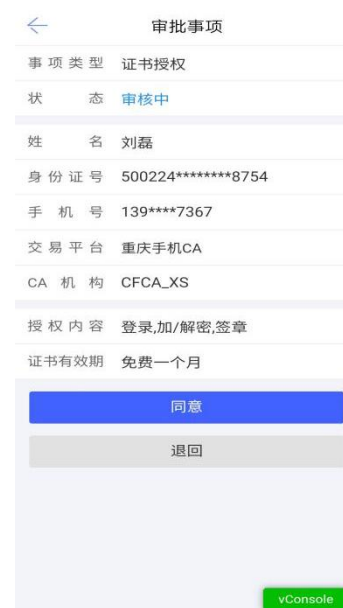 审批事项
事项类型 证书授权
状态 审核中
姓名 刘磊
身份证号 500224********8754
手机号 139****7367
交易平台 重庆手机CA
CA机构 CFCA_XS
授权内容 登录,加/解密,签章
证书有效期 免费一个月
同意
退回
vConsole